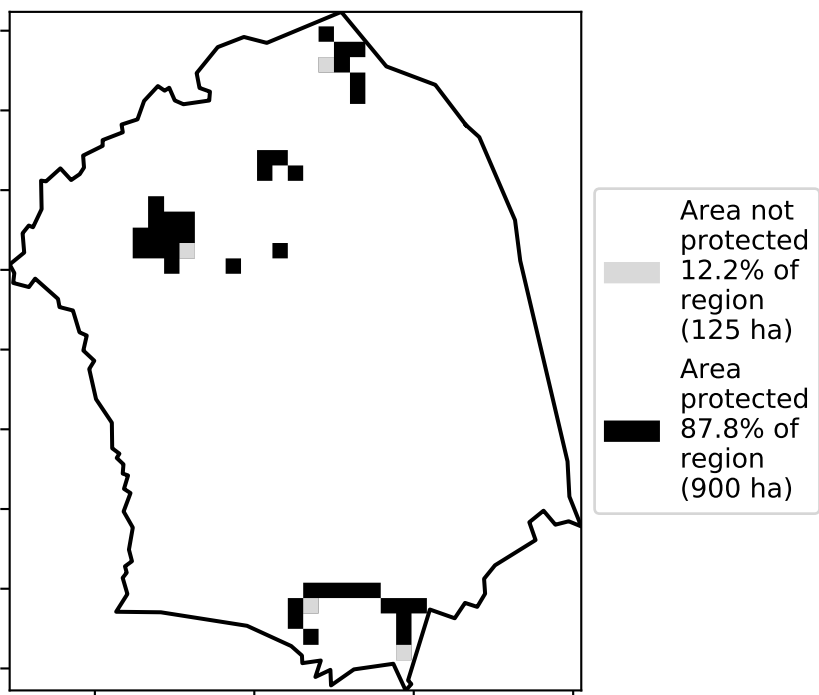 Area not
protected
12.2% of
region
(125 ha)
Area
protected
87.8% of
region
(900 ha)